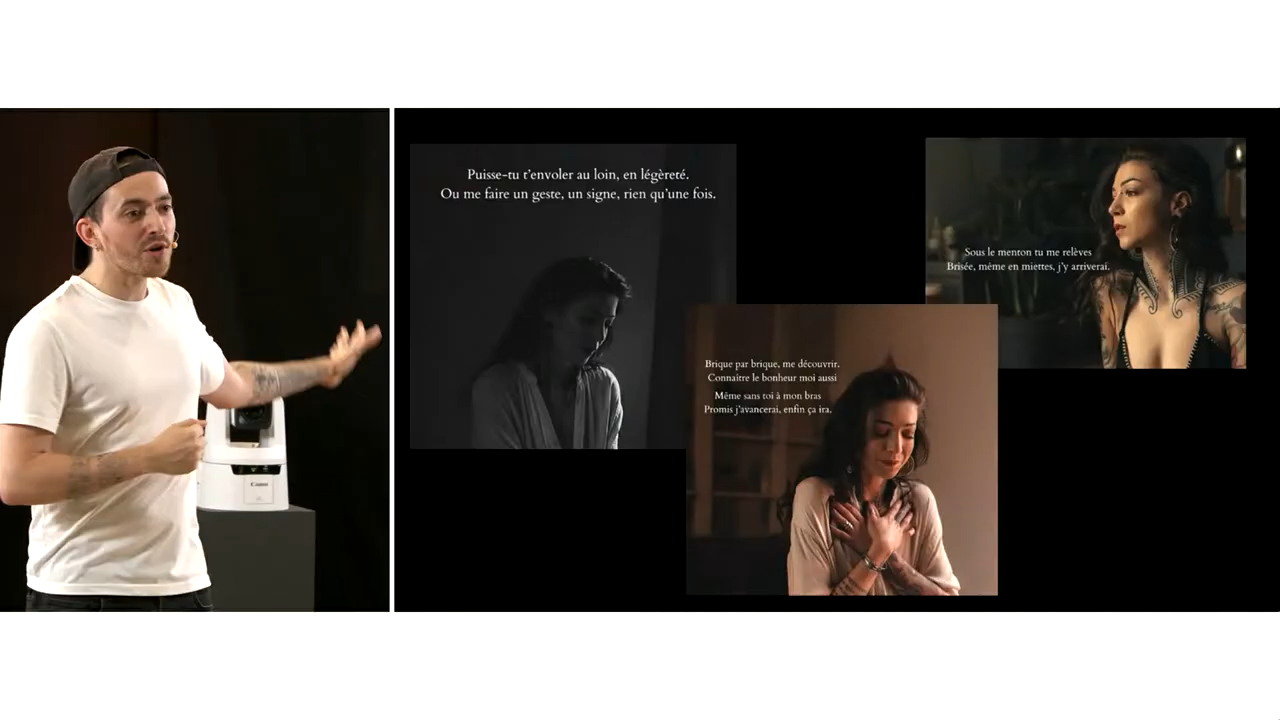 Puisse-tu t'envoler au loin, en légèreté.
Ou me faire un geste, un signe, rien qu'une fois.
Brique par brique, me découvrir.
Connaitre le bonheur moi aussi
Même sans toi à mon bras
Promis j'avancerai, enfin ça ira.
Sous le menton tu me relèves
Brisée, même en miettes, j'y arriverai.
Canon